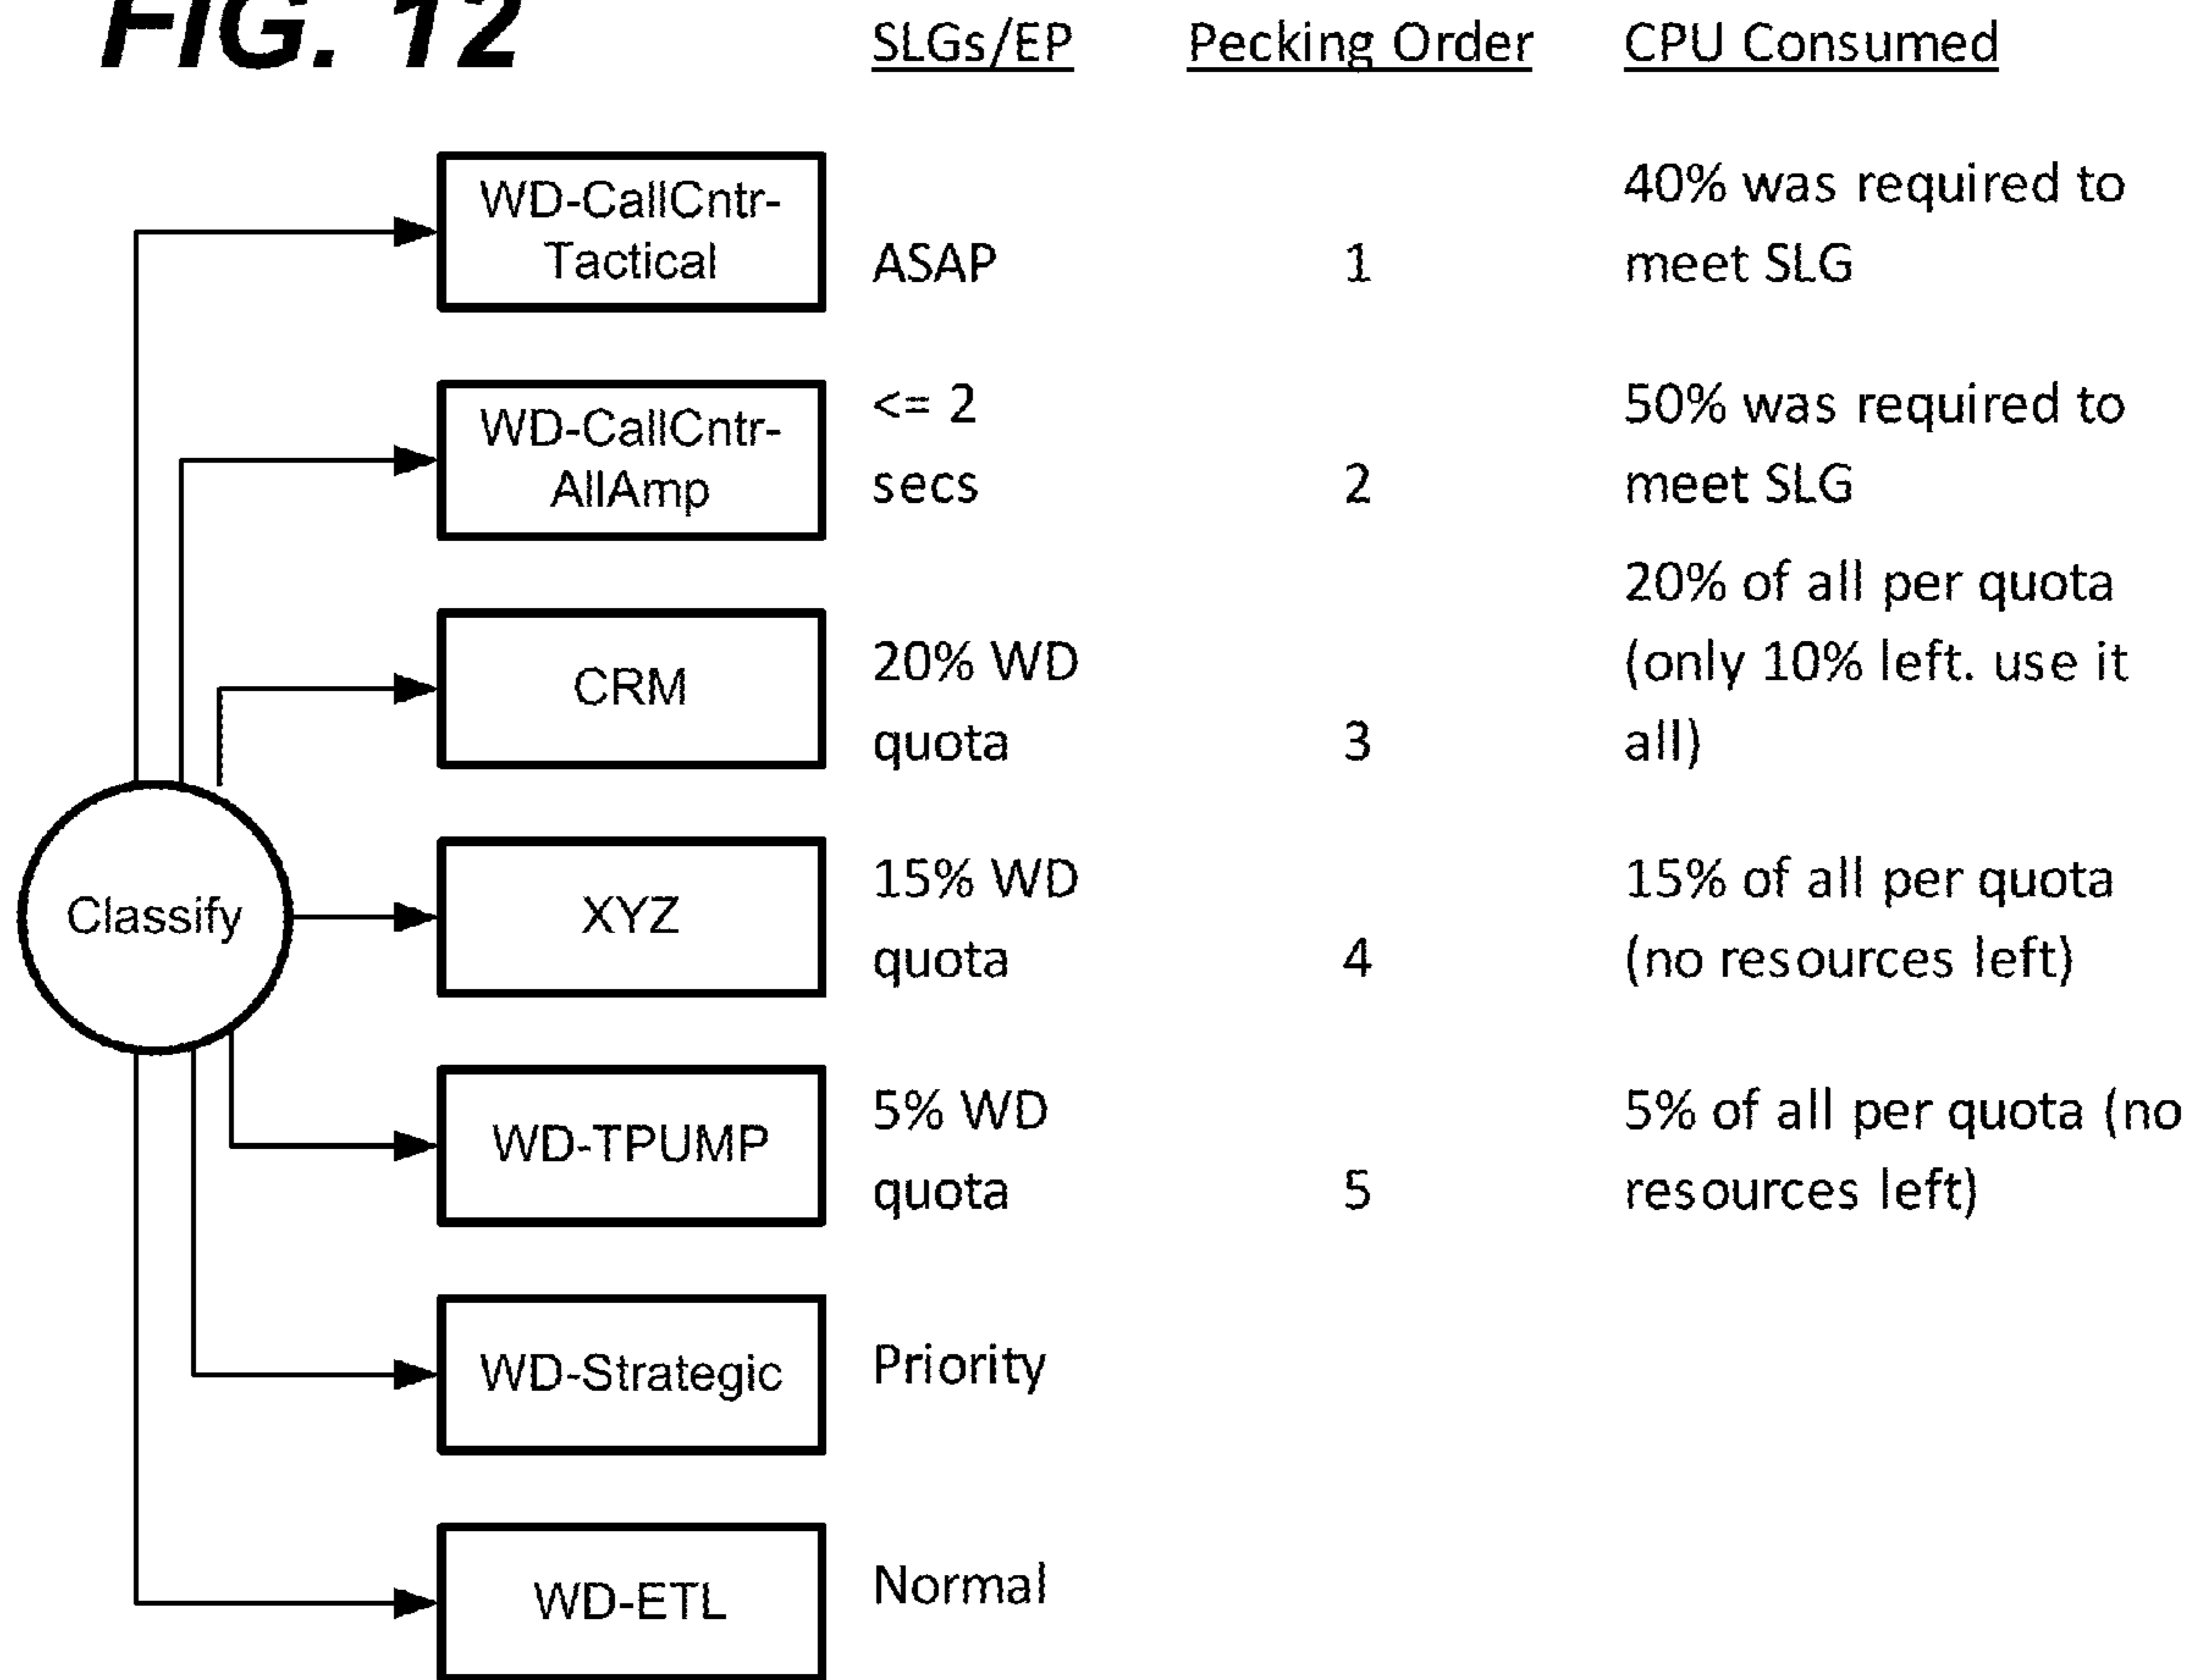 FIG. 12
SLGs/EP Pecking Order CPU Consumed
WD-CallCntr-
Tactical
ASAP
1
40% was required to
meet SLG
WD-CallCntr-
AllAmp
<= 2
secs
2
50% was required to
meet SLG
CRM
20% WD
quota
3
20% of all per quota
(only 10% left. use it
all)
Classify
XYZ
15% WD
quota
4
15% of all per quota
(no resources left)
WD-TPUMP
5% WD
quota
5
5% of all per quota (no
resources left)
WD-Strategic
Priority
WD-ETL
Normal